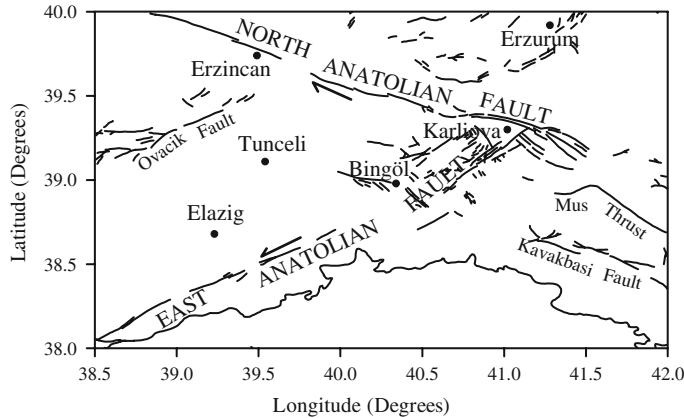 40.0
39.5
39.0
38.5
38.0
Latitude (Degrees)
NORTH ANATOLIAN FAULT
Erzurum
Erzincan
Karliova
Ovacik Fault
Tunceli
Bingöl
Elazig
EAST ANATOLIAN FAULT
Mus Thrust
Kavakbasi Fault
38.5 39.0 39.5 40.0 40.5 41.0 41.5 42.0
Longitude (Degrees)